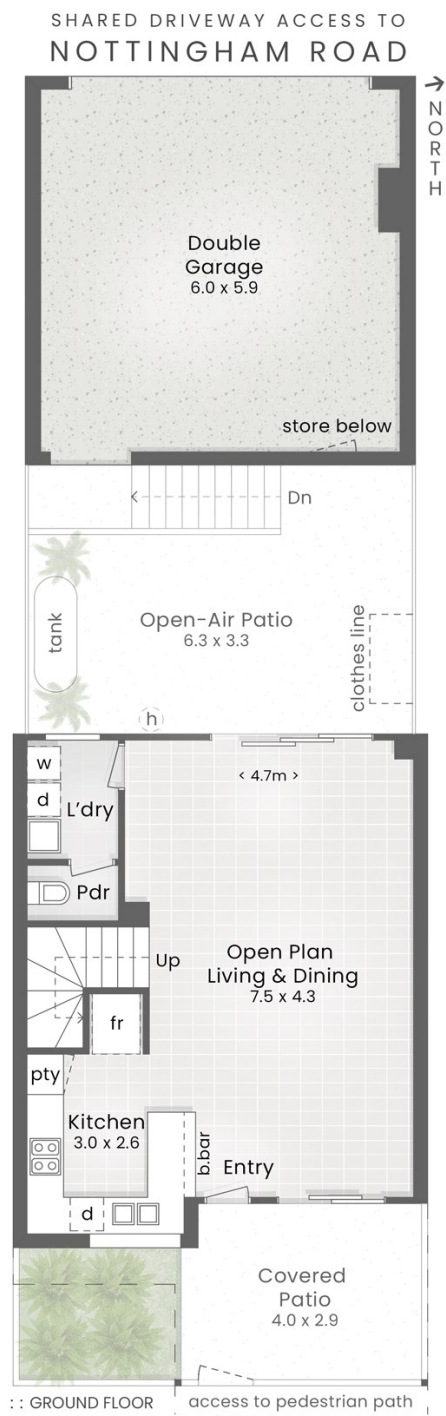 SHARED DRIVEWAY ACCESS TO
NOTTINGHAM ROAD
NORTH
Double
Garage
6.0 x 5.9
store below
Dn
Open-Air Patio
6.3 x 3.3
tank
clothes line
h
w
d
L'dry
< 4.7m >
Pdr
Up
Open Plan
Living & Dining
7.5 x 4.3
fr
pty
Kitchen
3.0 x 2.6
b.bar
Entry
d
Covered
Patio
4.0 x 2.9
: : GROUND FLOOR
access to pedestrian path